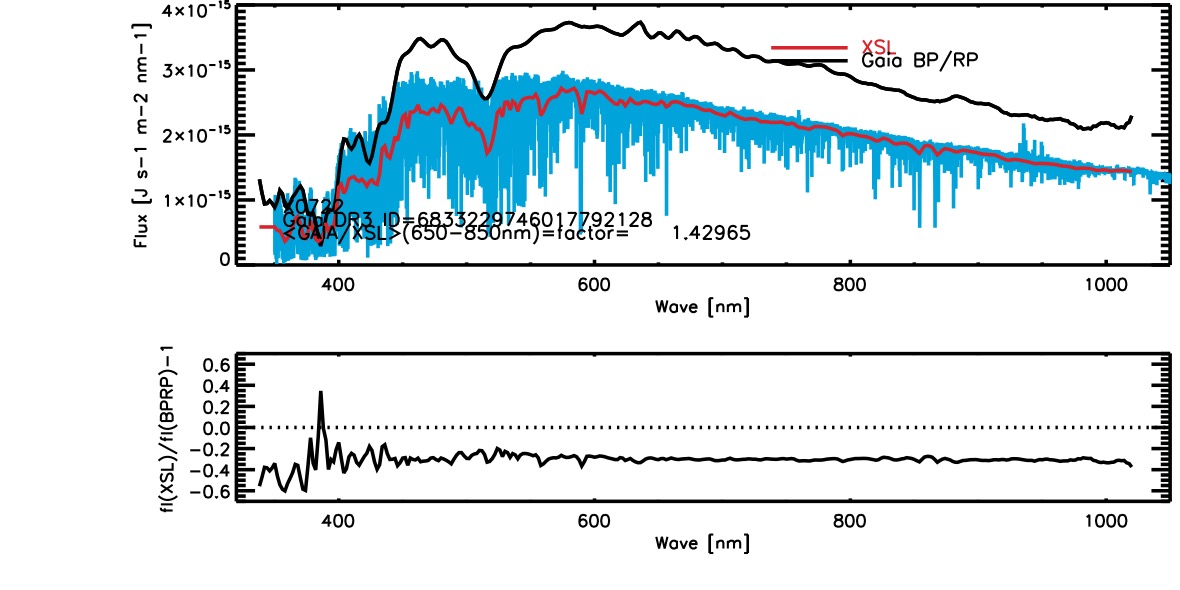 4×10−15
3×10−15
2×10−15
1×10−15
0
Flux [J s−1 m−2 nm−1]
XSL
Gaia BP/RP
X0722
Gaia DR3 ID=6833229746017792128
<GAIA/XSL>(650−850nm)=factor= 1.42965
400 600 800 1000
Wave [nm]
fl(XSL)/fl(BPRP)−1
0.6
0.4
0.2
0.0
−0.2
−0.4
−0.6
400 600 800 1000
Wave [nm]